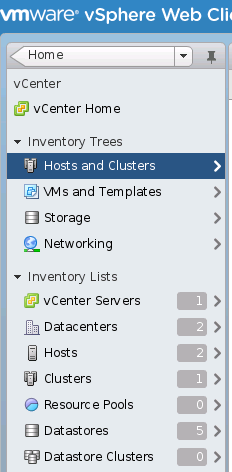 vmware® vSphere Web Cli
Home
vCenter
vCenter Home
Inventory Trees
Hosts and Clusters
VMs and Templates
Storage
Networking
Inventory Lists
vCenter Servers 1
Datacenters 2
Hosts 2
Clusters 1
Resource Pools 0
Datastores 5
Datastore Clusters 0